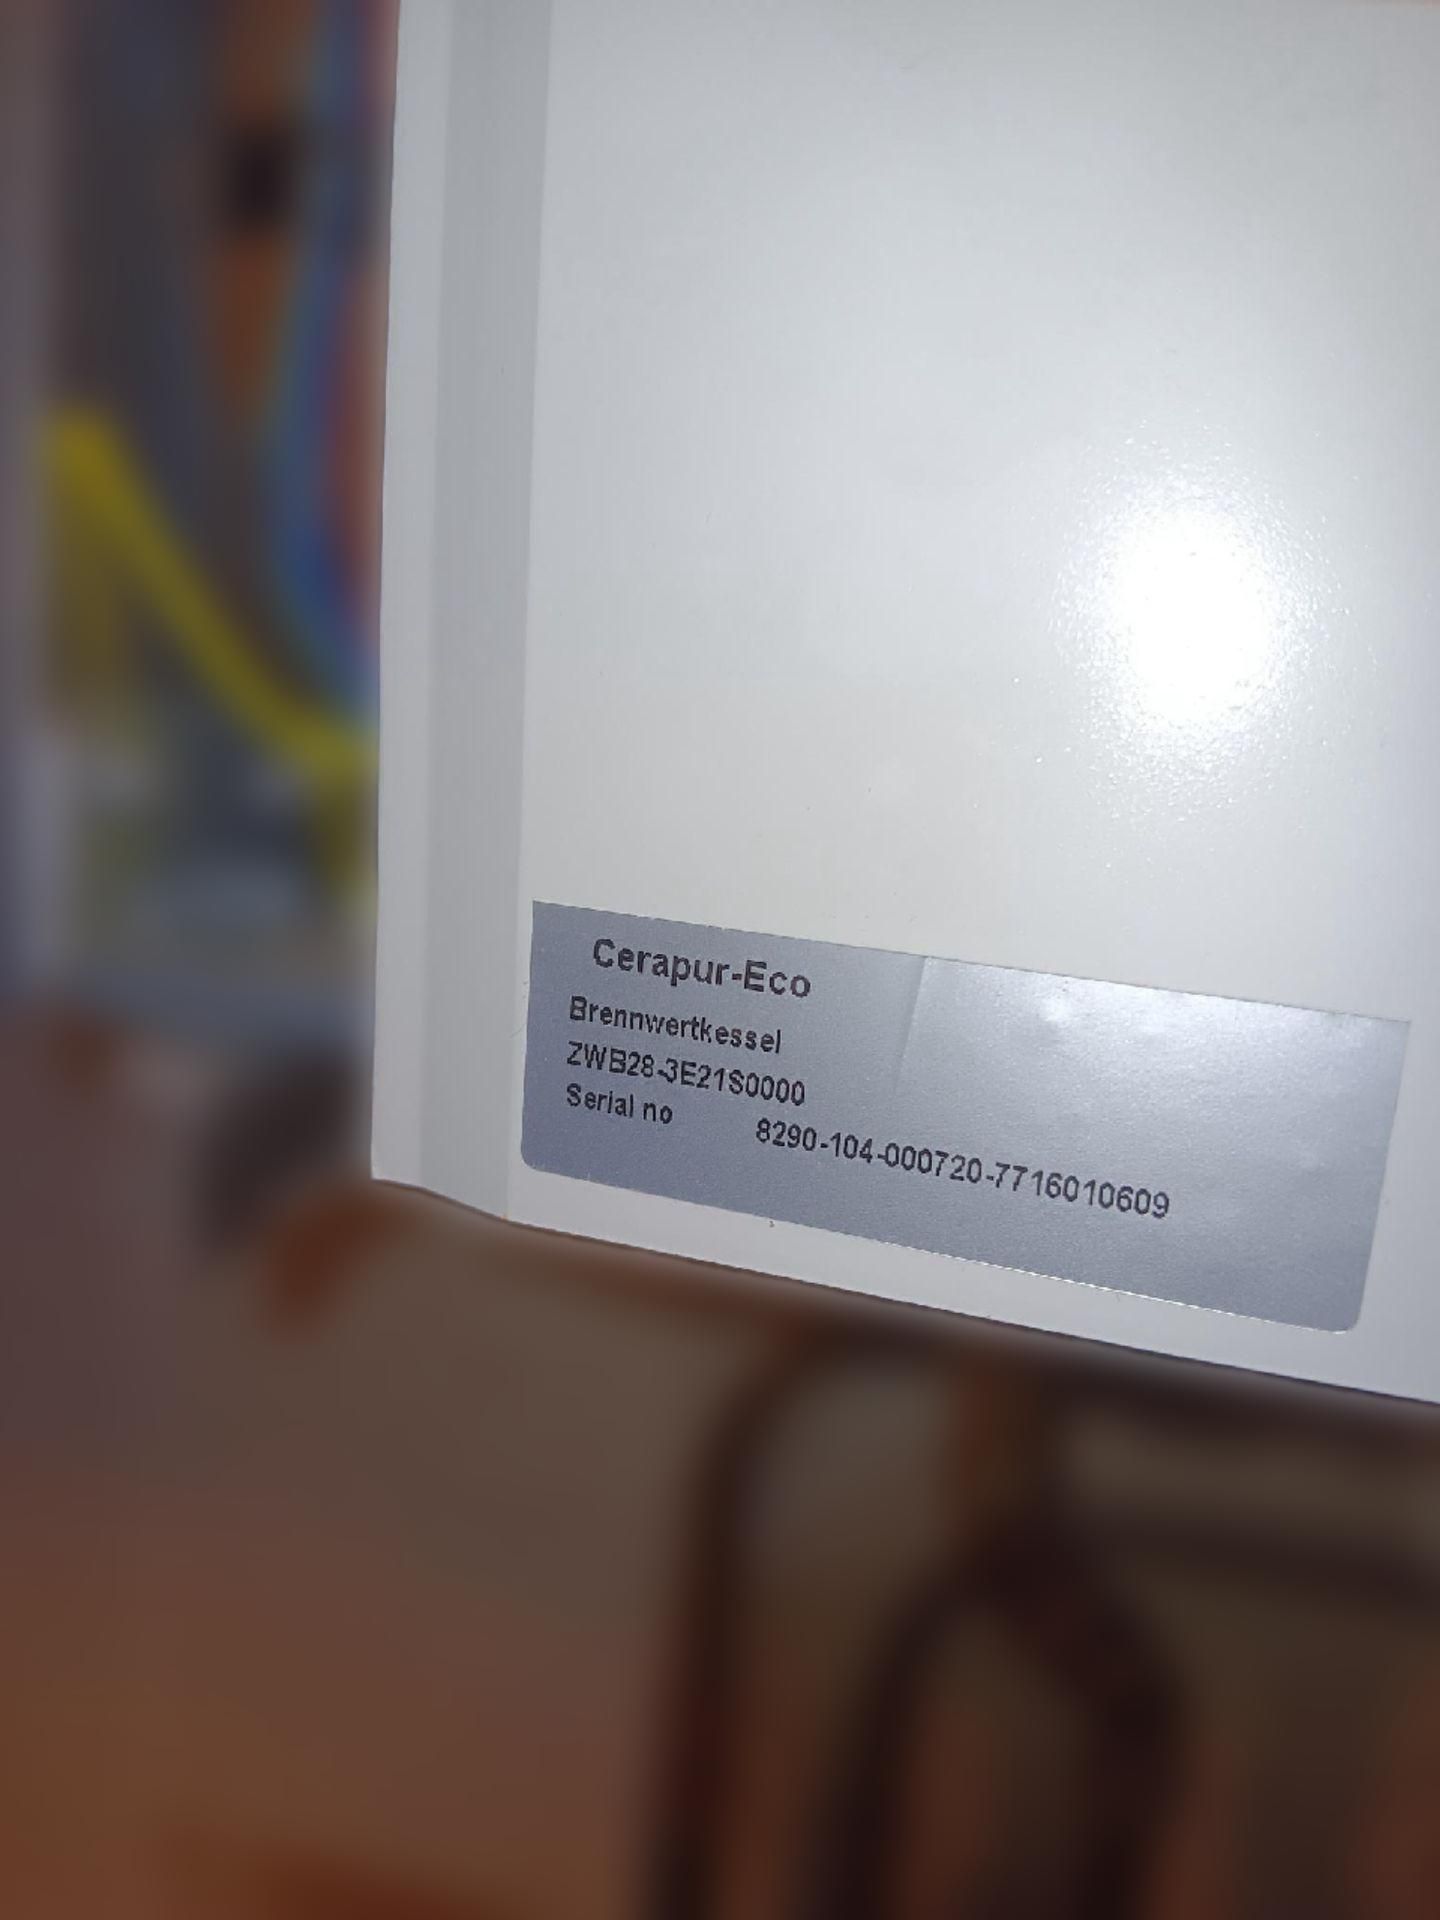 Cerapur-Eco
Brennwertkessel
ZWB28-3E21S0000
Serial no 8290-104-000720-7716010609